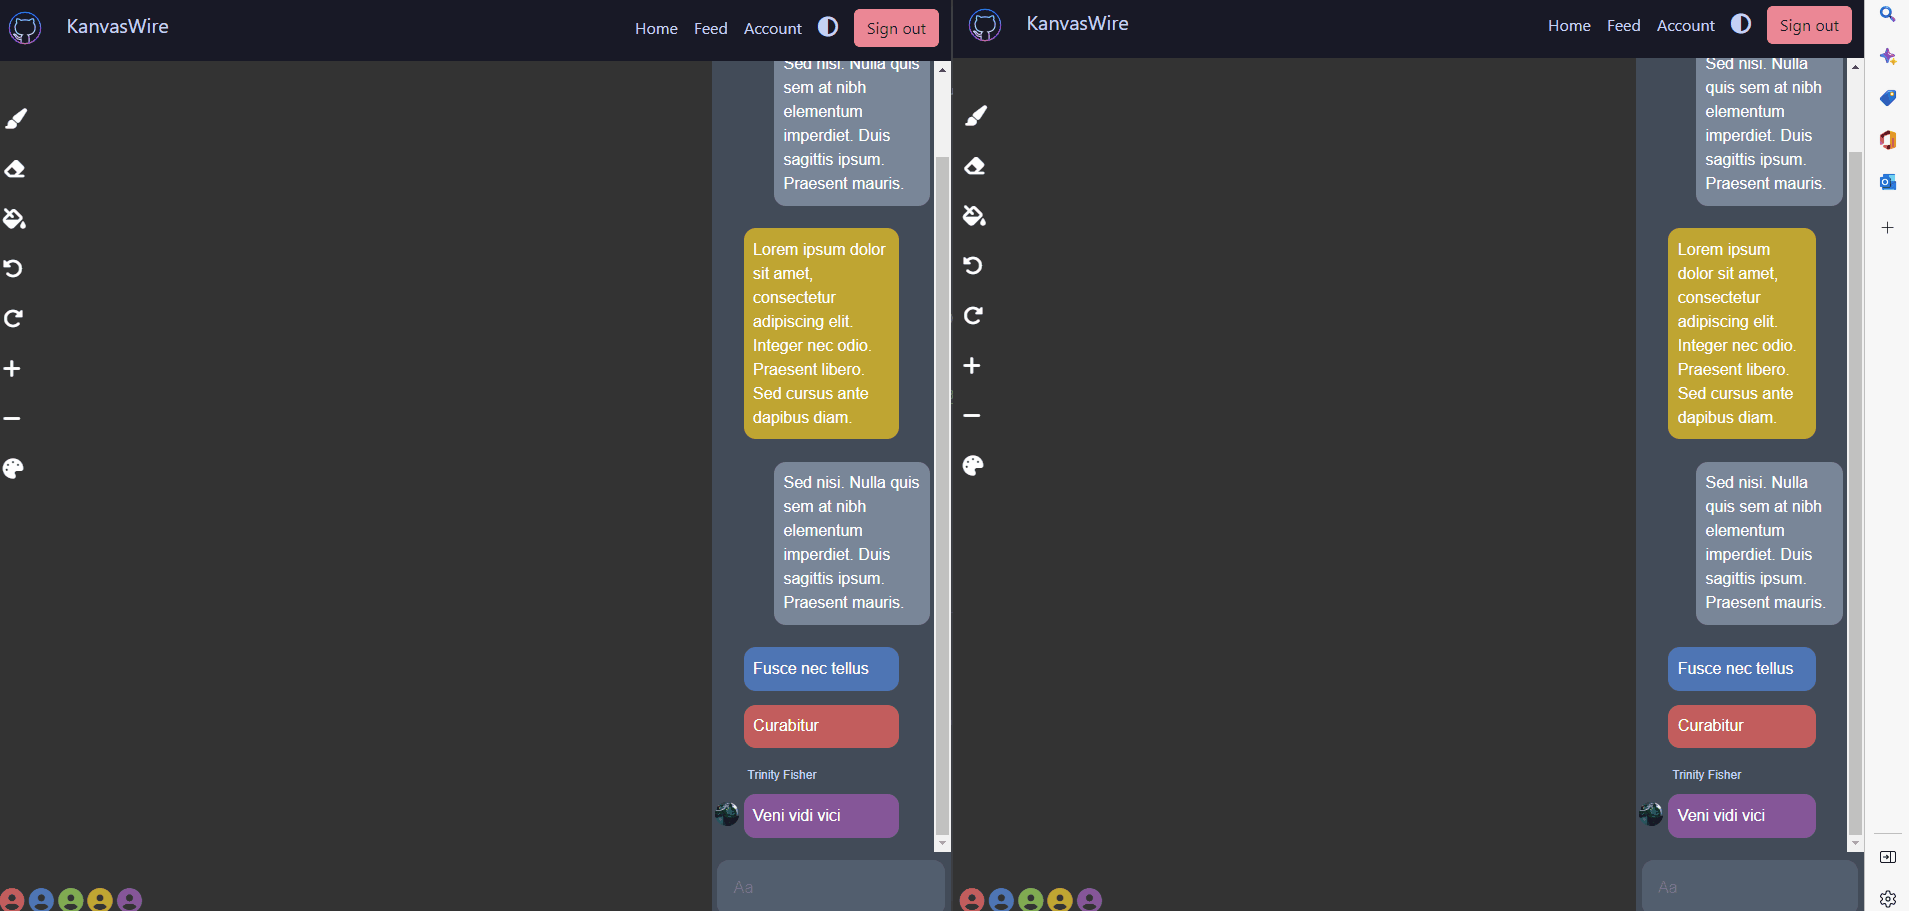 KanvasWire
Home Feed Account Sign out
Sed nisi. Nulla quis
sem at nibh
elementum
imperdiet. Duis
sagittis ipsum.
Praesent mauris.
Lorem ipsum dolor
sit amet,
consectetur
adipiscing elit.
Integer nec odio.
Praesent libero.
Sed cursus ante
dapibus diam.
Sed nisi. Nulla quis
sem at nibh
elementum
imperdiet. Duis
sagittis ipsum.
Praesent mauris.
Fusce nec tellus
Curabitur
Trinity Fisher
Veni vidi vici
Aa
KanvasWire
Home Feed Account Sign out
Sed nisi. Nulla
quis sem at nibh
elementum
imperdiet. Duis
sagittis ipsum.
Praesent mauris.
Lorem ipsum
dolor sit amet,
consectetur
adipiscing elit.
Integer nec odio.
Praesent libero.
Sed cursus ante
dapibus diam.
Sed nisi. Nulla
quis sem at nibh
elementum
imperdiet. Duis
sagittis ipsum.
Praesent mauris.
Fusce nec tellus
Curabitur
Trinity Fisher
Veni vidi vici
Aa